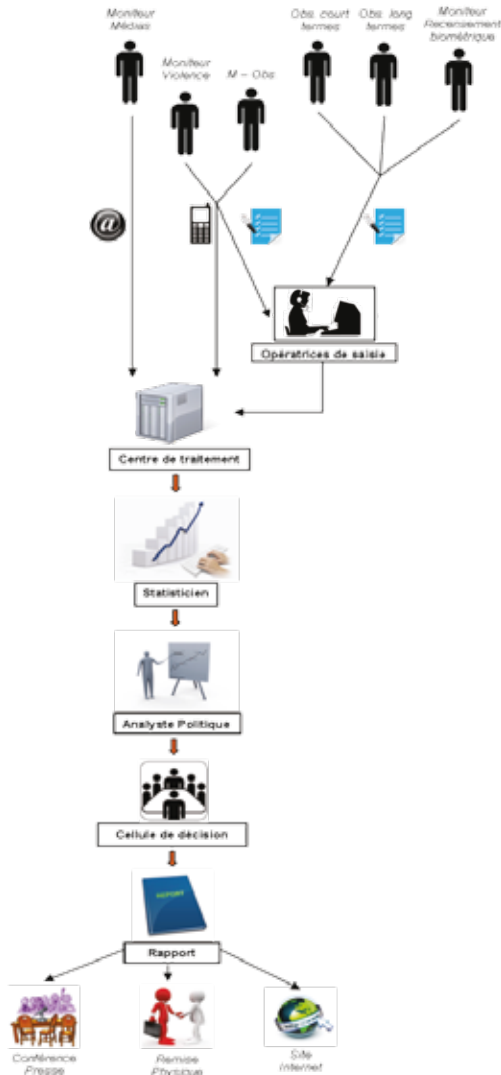 Moniteur
Médias
Moniteur
Violence
M – Obs
Obs. court
termes
Obs. long
termes
Moniteur
Recensement
biométrique
@
Opératrices de saisie
Centre de traitement
Statisticien
Analyste Politique
Cellule de décision
REPORT
Rapport
Conférence
Presse
Remise
Physique
Site
Internet